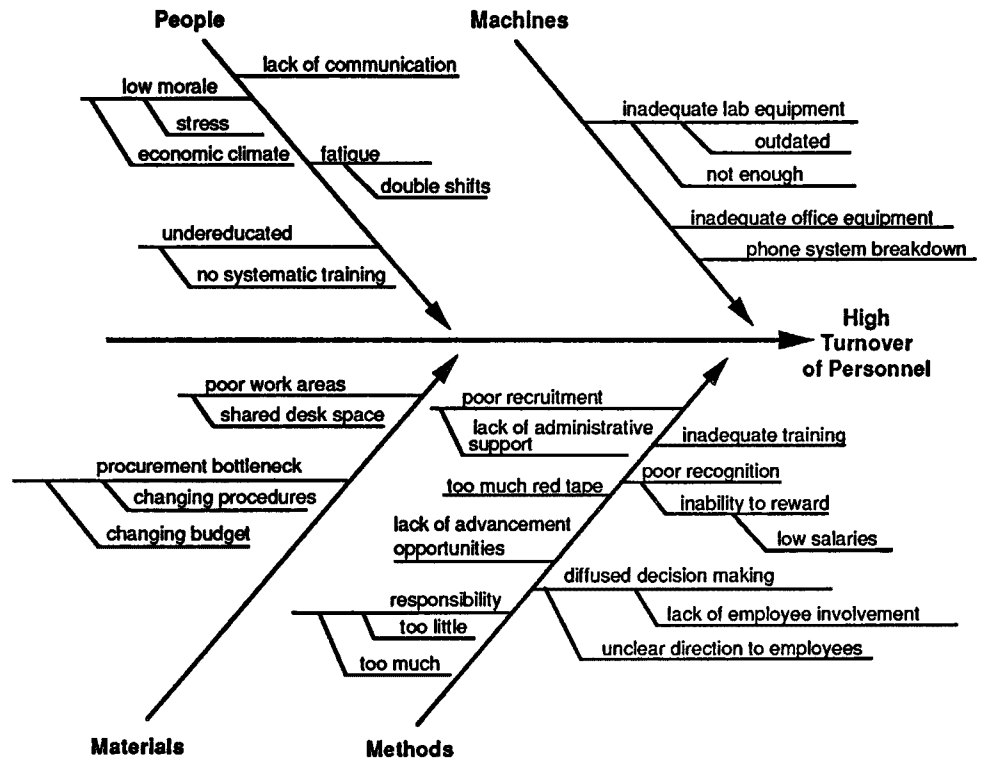 People
Machines
lack of communication
low morale
stress
economic climate
fatigue
double shifts
undereducated
no systematic training
inadequate lab equipment
outdated
not enough
inadequate office equipment
phone system breakdown
High
Turnover
of Personnel
poor work areas
shared desk space
procurement bottleneck
changing procedures
changing budget
poor recruitment
lack of administrative
support
too much red tape
lack of advancement
opportunities
responsibility
too little
too much
inadequate training
poor recognition
inability to reward
low salaries
diffused decision making
lack of employee involvement
unclear direction to employees
Materials
Methods